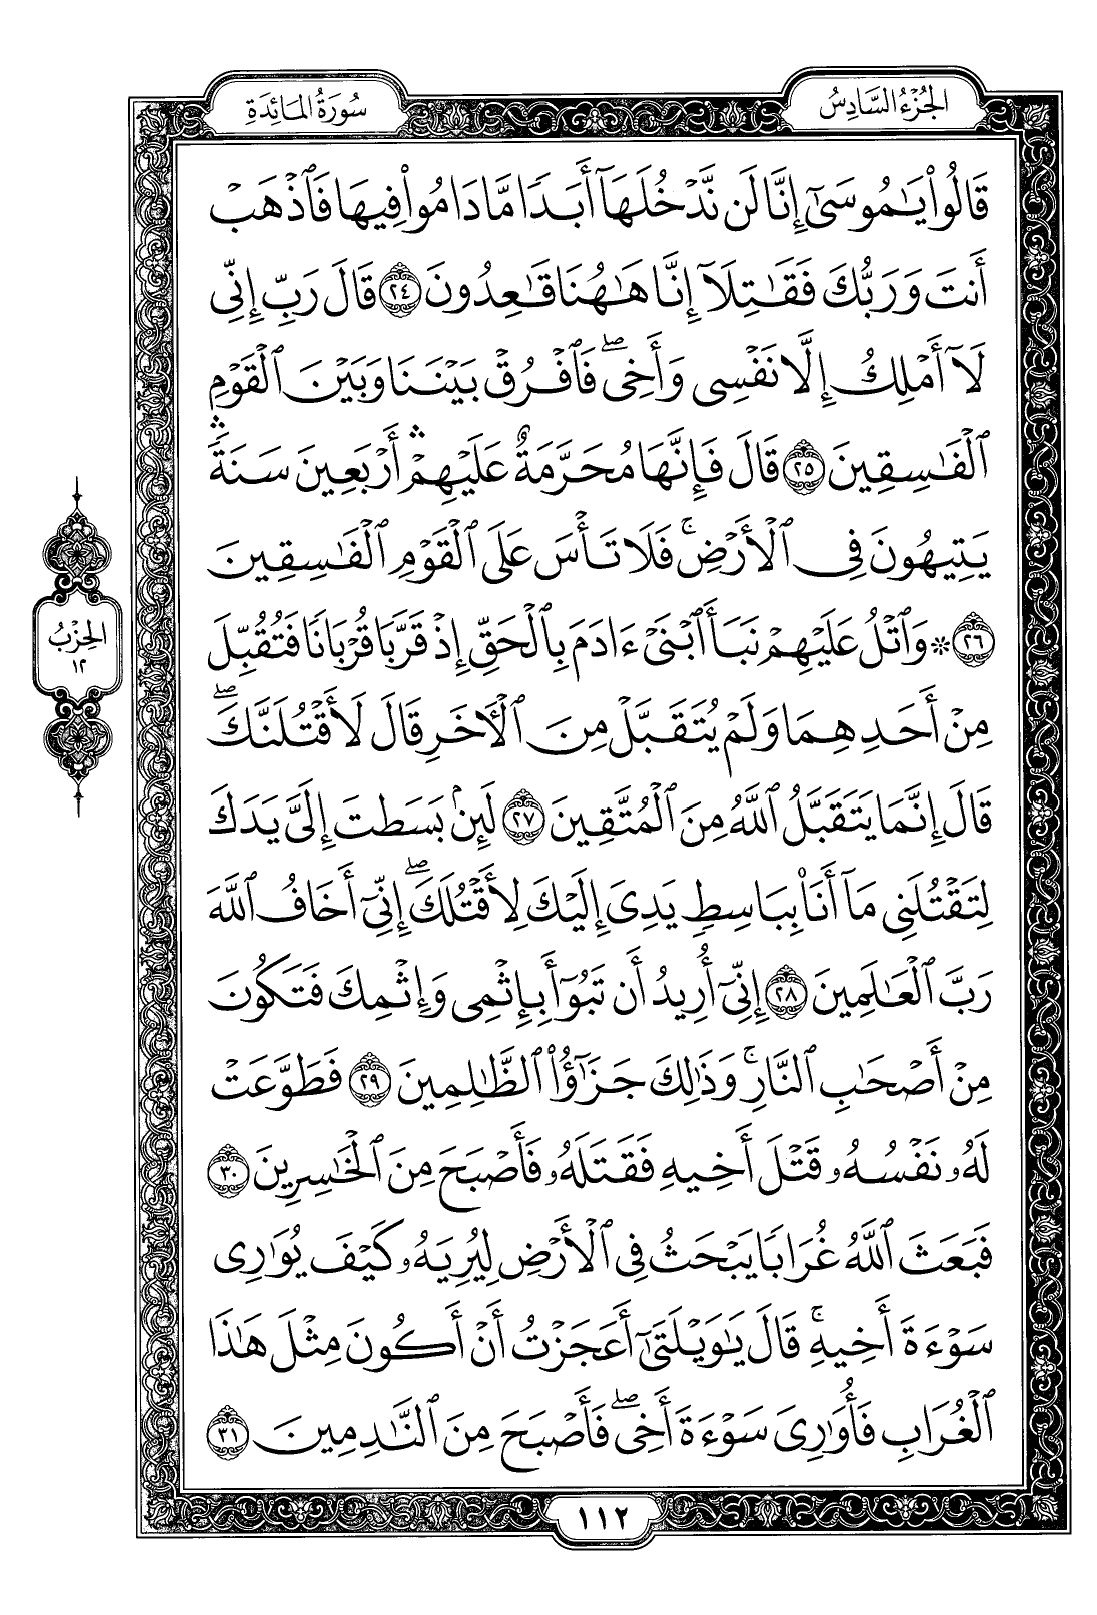 الجُزْءُ السَّادِسُ
سُورَةُ المَائِدَةِ
قَالُوا۟ يَـٰمُوسَىٰٓ إِنَّا لَن نَّدْخُلَهَآ أَبَدًا مَّا دَامُوا۟ فِيهَا فَٱذْهَبْ
أَنتَ وَرَبُّكَ فَقَـٰتِلَآ إِنَّا هَـٰهُنَا قَـٰعِدُونَ ٢٤ قَالَ رَبِّ إِنِّى
لَآ أَمْلِكُ إِلَّا نَفْسِى وَأَخِى ۖ فَٱفْرُقْ بَيْنَنَا وَبَيْنَ ٱلْقَوْمِ
ٱلْفَـٰسِقِينَ ٢٥ قَالَ فَإِنَّهَا مُحَرَّمَةٌ عَلَيْهِمْ ۛ أَرْبَعِينَ سَنَةً ۛ
يَتِيهُونَ فِى ٱلْأَرْضِ ۚ فَلَا تَأْسَ عَلَى ٱلْقَوْمِ ٱلْفَـٰسِقِينَ
٢٦ ۞ وَٱتْلُ عَلَيْهِمْ نَبَأَ ٱبْنَىْ ءَادَمَ بِٱلْحَقِّ إِذْ قَرَّبَا قُرْبَانًا فَتُقُبِّلَ
مِنْ أَحَدِهِمَا وَلَمْ يُتَقَبَّلْ مِنَ ٱلْـَٔاخَرِ قَالَ لَأَقْتُلَنَّكَ ۖ
قَالَ إِنَّمَا يَتَقَبَّلُ ٱللَّهُ مِنَ ٱلْمُتَّقِينَ ٢٧ لَئِنۢ بَسَطتَ إِلَىَّ يَدَكَ
لِتَقْتُلَنِى مَآ أَنَا۠ بِبَاسِطٍ يَدِىَ إِلَيْكَ لِأَقْتُلَكَ ۖ إِنِّىٓ أَخَافُ ٱللَّهَ
رَبَّ ٱلْعَـٰلَمِينَ ٢٨ إِنِّىٓ أُرِيدُ أَن تَبُوٓأَ بِإِثْمِى وَإِثْمِكَ فَتَكُونَ
مِنْ أَصْحَـٰبِ ٱلنَّارِ ۚ وَذَٰلِكَ جَزَٰٓؤُا۟ ٱلظَّـٰلِمِينَ ٢٩ فَطَوَّعَتْ
لَهُۥ نَفْسُهُۥ قَتْلَ أَخِيهِ فَقَتَلَهُۥ فَأَصْبَحَ مِنَ ٱلْخَـٰسِرِينَ ٣٠
فَبَعَثَ ٱللَّهُ غُرَابًا يَبْحَثُ فِى ٱلْأَرْضِ لِيُرِيَهُۥ كَيْفَ يُوَٰرِى
سَوْءَةَ أَخِيهِ ۚ قَالَ يَـٰوَيْلَتَىٰٓ أَعَجَزْتُ أَنْ أَكُونَ مِثْلَ هَـٰذَا
ٱلْغُرَابِ فَأُوَٰرِىَ سَوْءَةَ أَخِى ۖ فَأَصْبَحَ مِنَ ٱلنَّـٰدِمِينَ ٣١
الحِزْبُ
١٢
١١٢